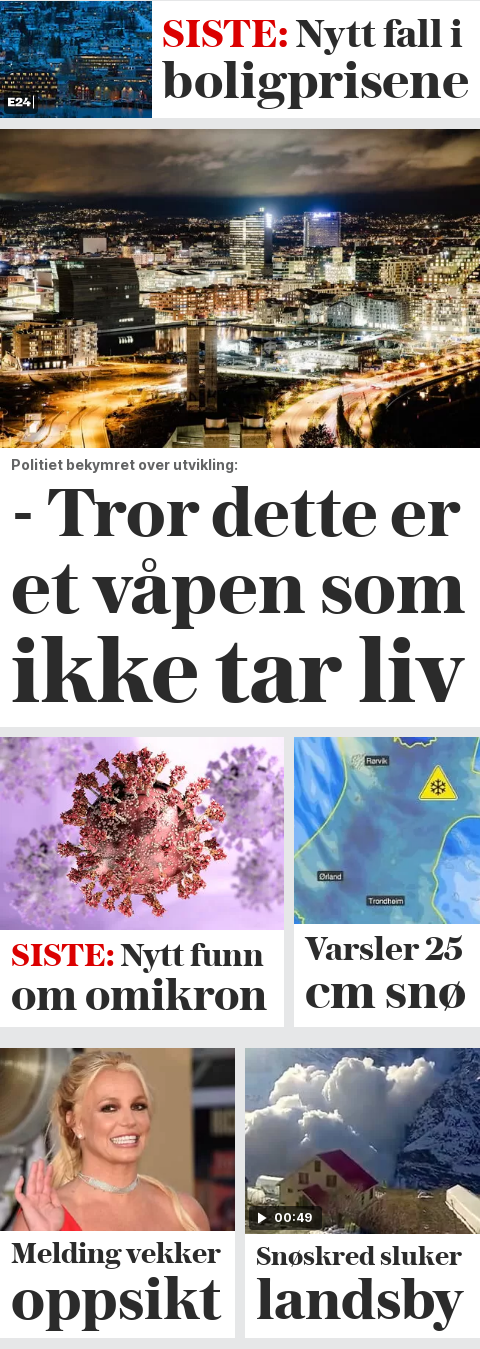 SISTE: Nytt fall i
boligprisene
E24
Politiet bekymret over utvikling:
- Tror dette er
et våpen som
ikke tar liv
Rørvik
Ørland
Trondheim
SISTE: Nytt funn
om omikron
Varsler 25
cm snø
00:49
Melding vekker
oppsikt
Snøskred sluker
landsby